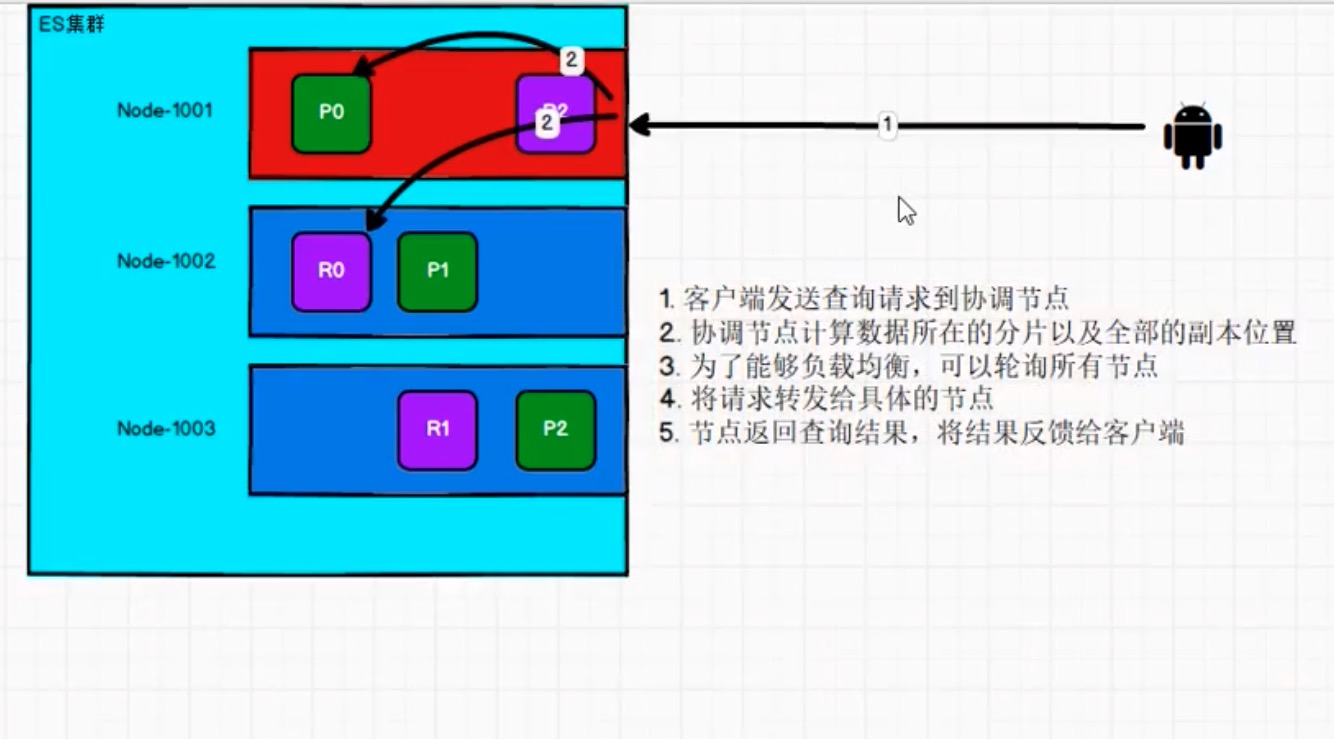 ES集群
2
Node-1001
P0
2
1
Node-1002
R0
P1
1. 客户端发送查询请求到协调节点
2. 协调节点计算数据所在的分片以及全部的副本位置
3. 为了能够负载均衡，可以轮询所有节点
4. 将请求转发给具体的节点
5. 节点返回查询结果，将结果反馈给客户端
Node-1003
R1
P2